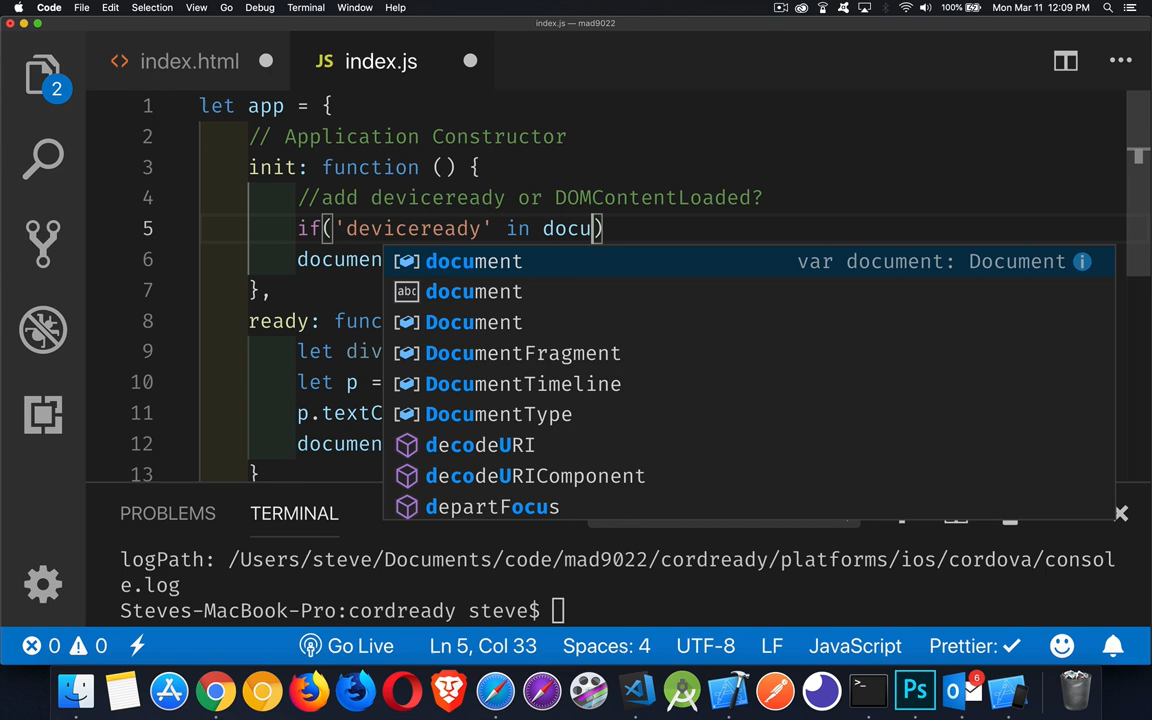 Code File Edit Selection View Go Debug Terminal Window Help 100% Mon Mar 11 12:09 PM
index.js — mad9022
2
<> index.html
JS index.js
1 let app = {
2 // Application Constructor
3 init: function () {
4 //add deviceready or DOMContentLoaded?
5 if('deviceready' in docu)
6 documen
7 },
8 ready: func
9 let div
10 let p =
11 p.textC
12 documen
13 }
document var document: Document
abc document
Document
DocumentFragment
DocumentTimeline
DocumentType
decodeURI
decodeURIComponent
departFocus
PROBLEMS TERMINAL
logPath: /Users/steve/Documents/code/mad9022/cordready/platforms/ios/cordova/consol
e.log
Steves-MacBook-Pro:cordready steve$
0 0 Go Live Ln 5, Col 33 Spaces: 4 UTF-8 LF JavaScript Prettier: ✓
>_ Ps 6